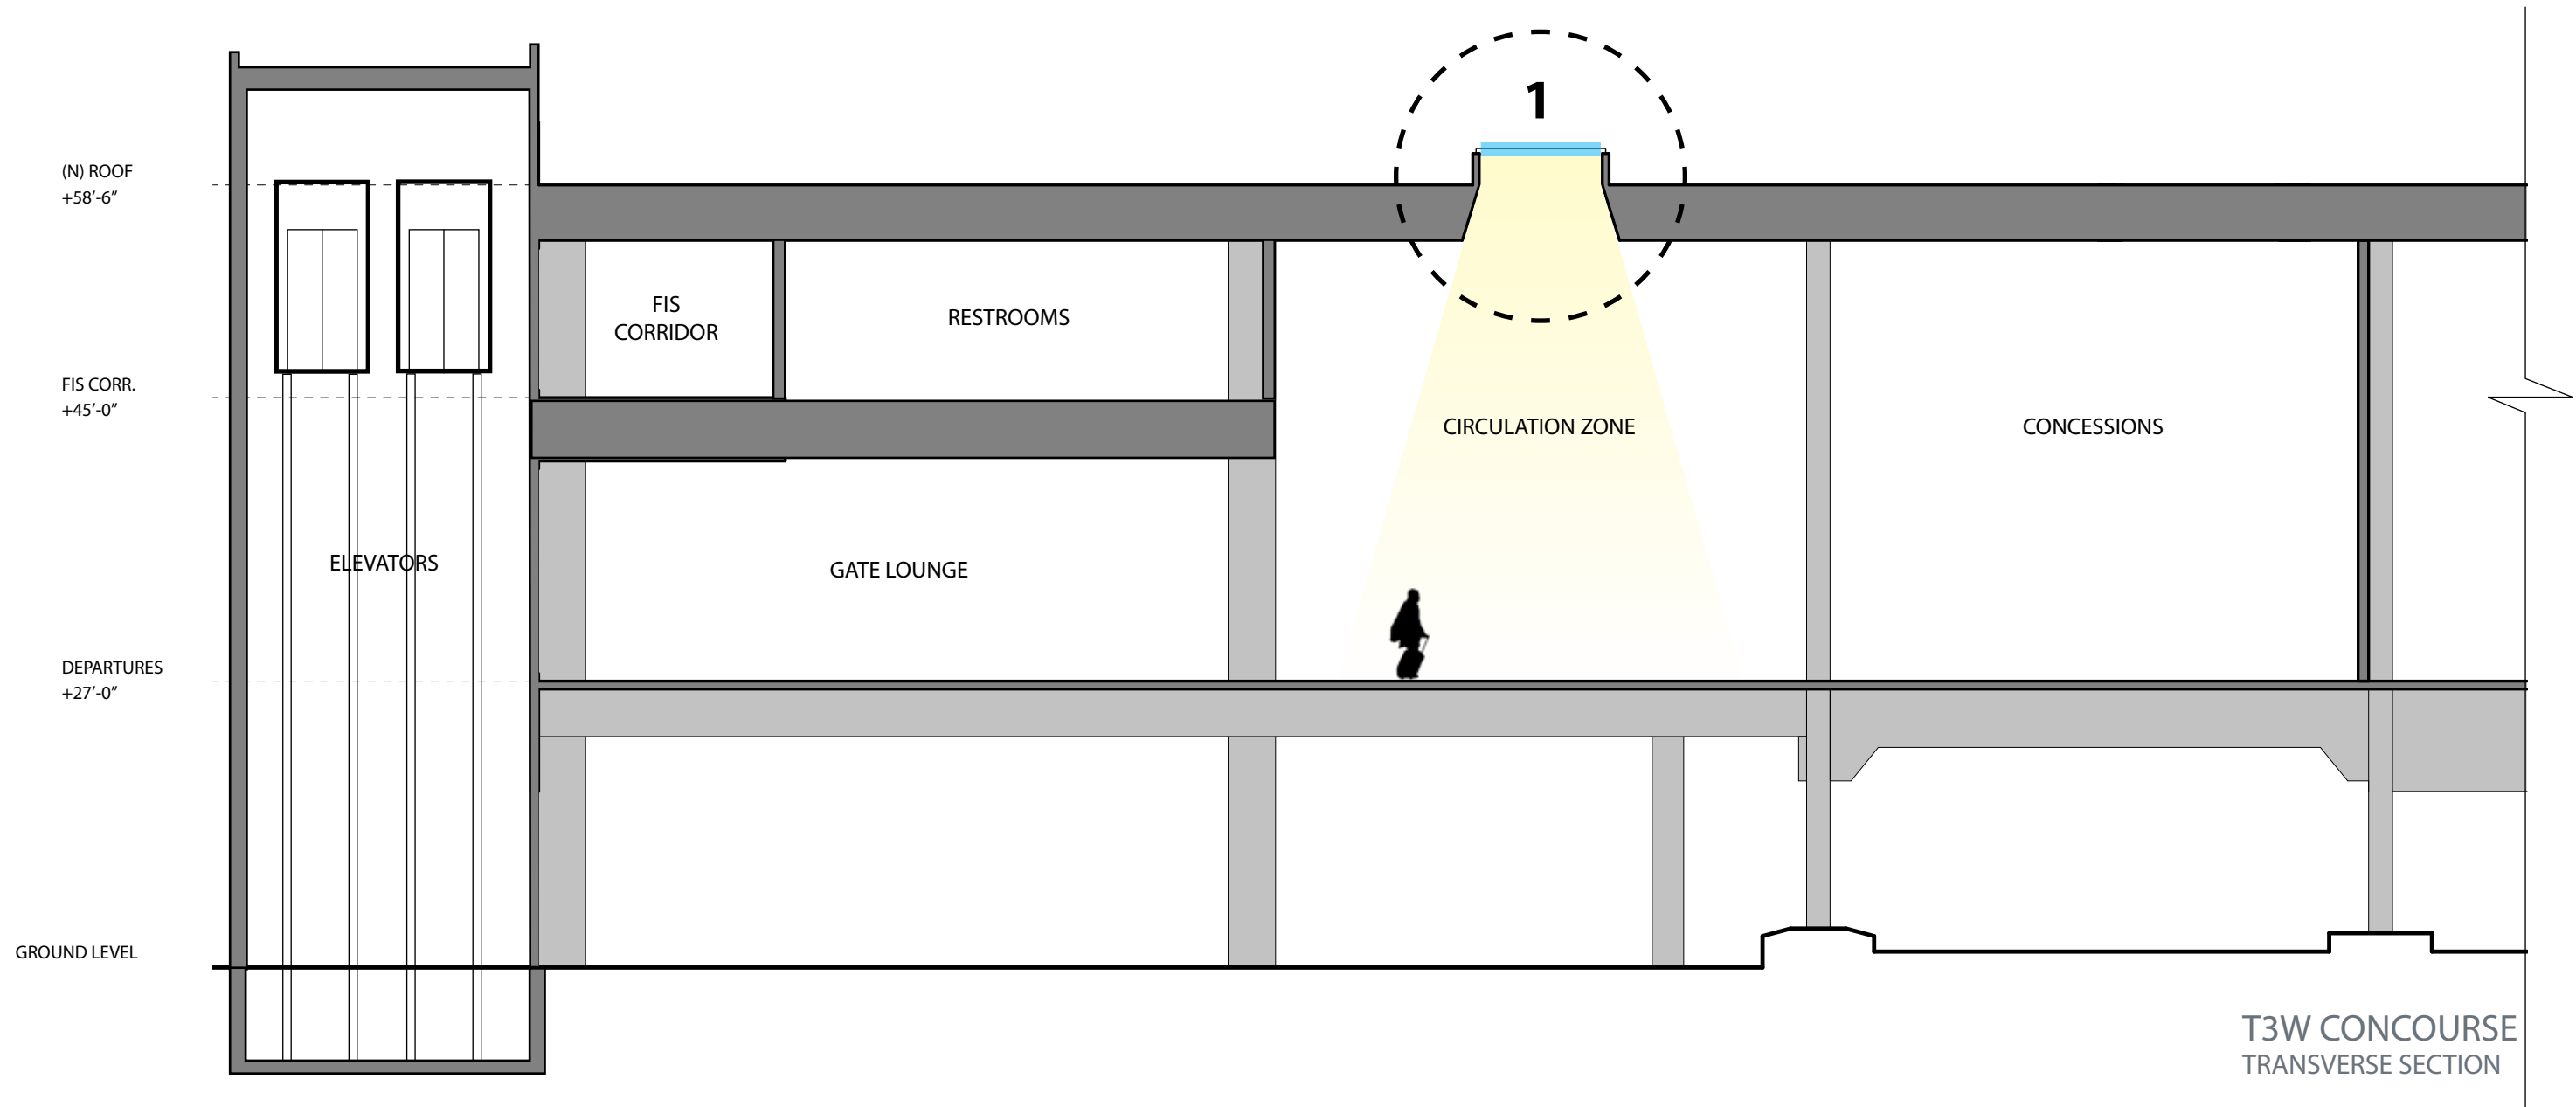 1
(N) ROOF
+58’-6”
FIS
CORRIDOR
RESTROOMS
FIS CORR.
+45’-0”
CIRCULATION ZONE
CONCESSIONS
ELEVATORS
GATE LOUNGE
DEPARTURES
+27’-0”
GROUND LEVEL
T3W CONCOURSE
TRANSVERSE SECTION